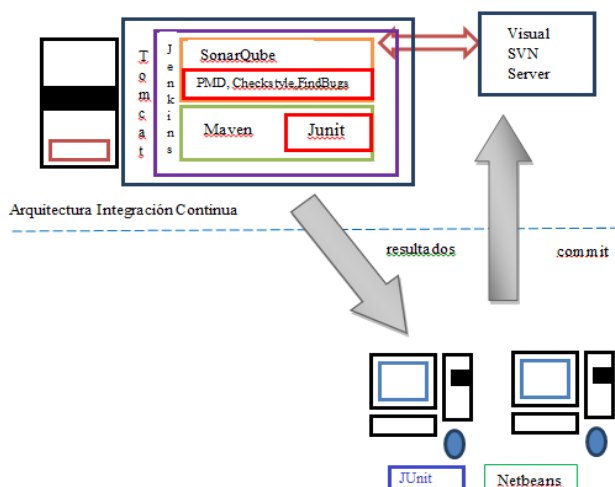 Tomcat
Jenkins
SonarQube
PMD, Checkstyle,FindBugs
Maven
Junit
Visual
SVN
Server
Arquitectura Integración Continua
resultados
commit
JUnit
Netbeans